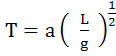 T = a ( L / g )^1/2